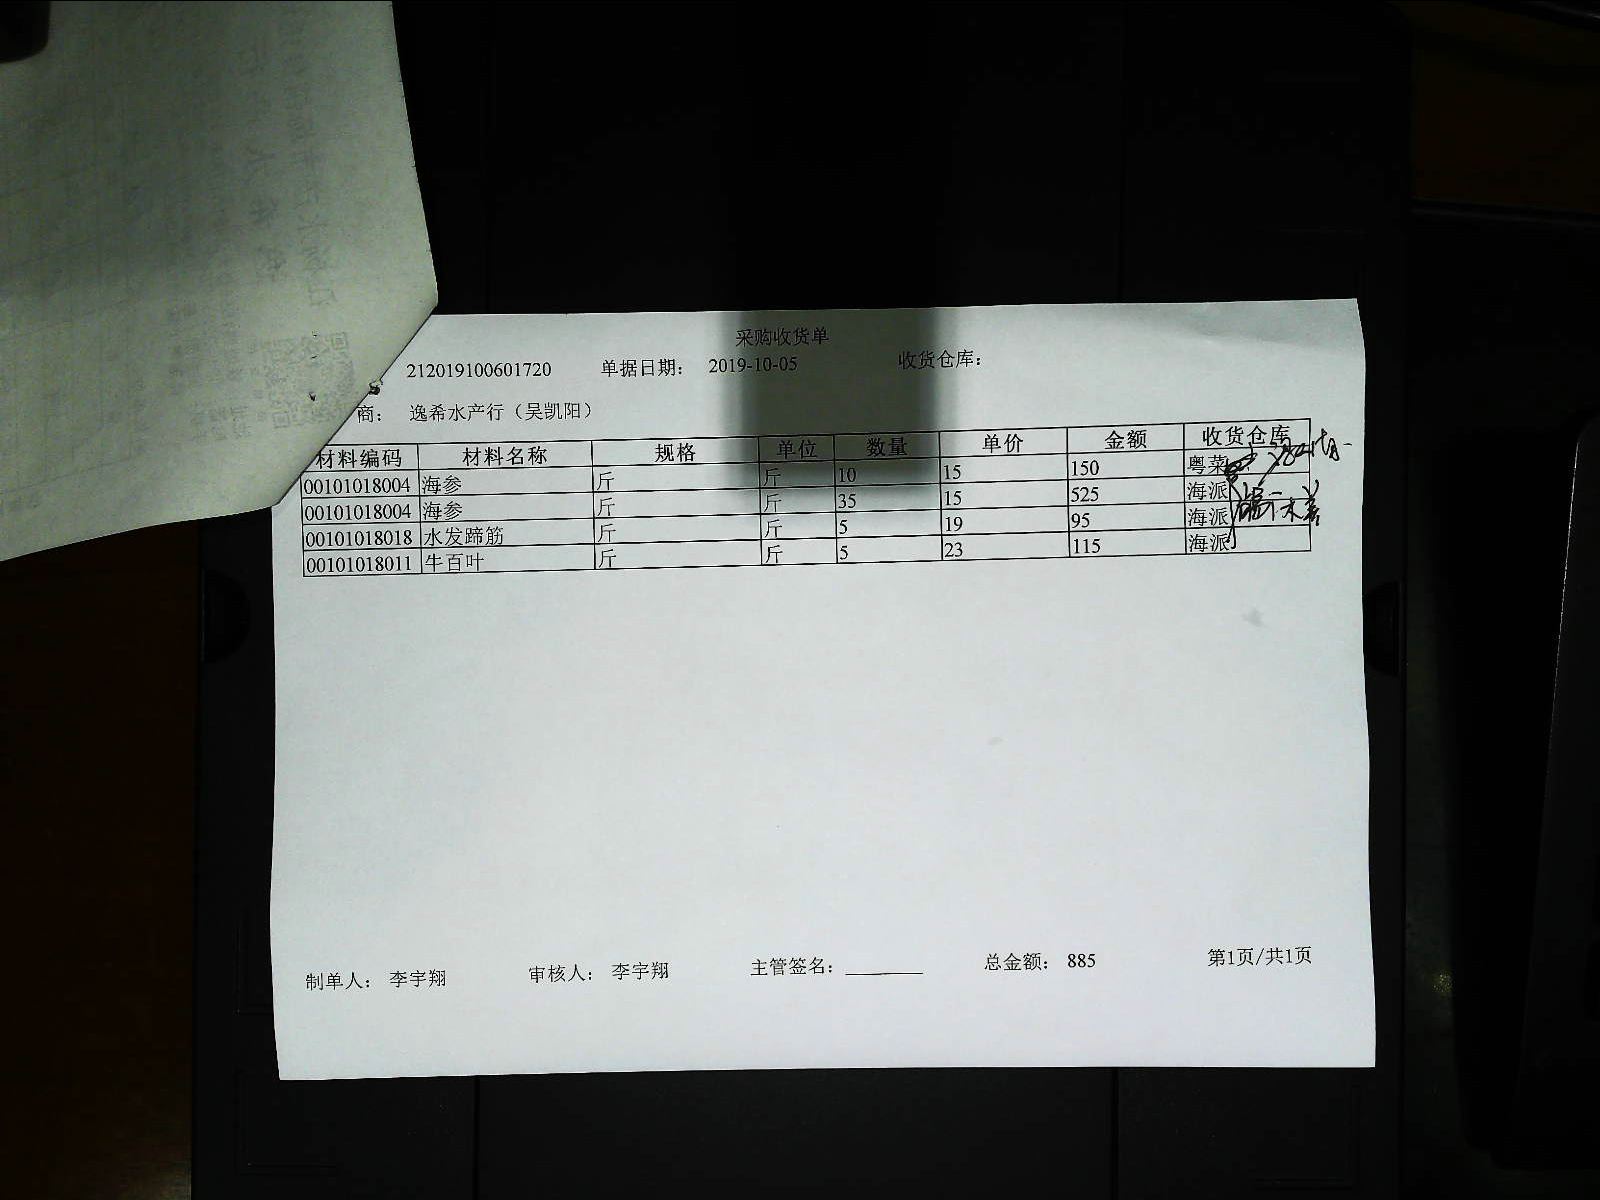 采购收货单
212019100601720 单据日期： 2019-10-05 收货仓库：
商： 逸希水产行（吴凯阳）
材料编码 材料名称 规格 单位 数量 单价 金额 收货仓库
00101018004 海参 斤 斤 10 15 150 粤菜
00101018004 海参 斤 斤 35 15 525 海派
00101018018 水发蹄筋 斤 斤 5 19 95 海派
00101018011 牛百叶 斤 斤 5 23 115 海派
制单人： 李宇翔 审核人： 李宇翔 主管签名： 总金额： 885 第1页/共1页